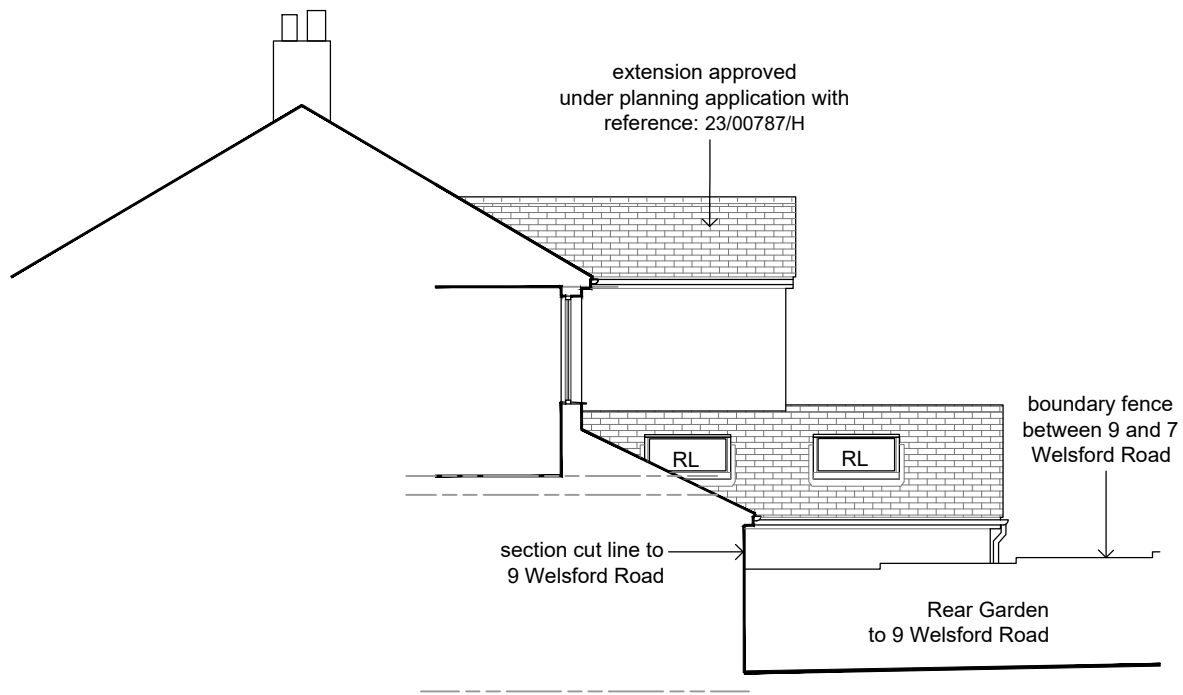 extension approved
under planning application with
reference: 23/00787/H
boundary fence
between 9 and 7
Welsford Road
RL
RL
section cut line to
9 Welsford Road
Rear Garden
to 9 Welsford Road